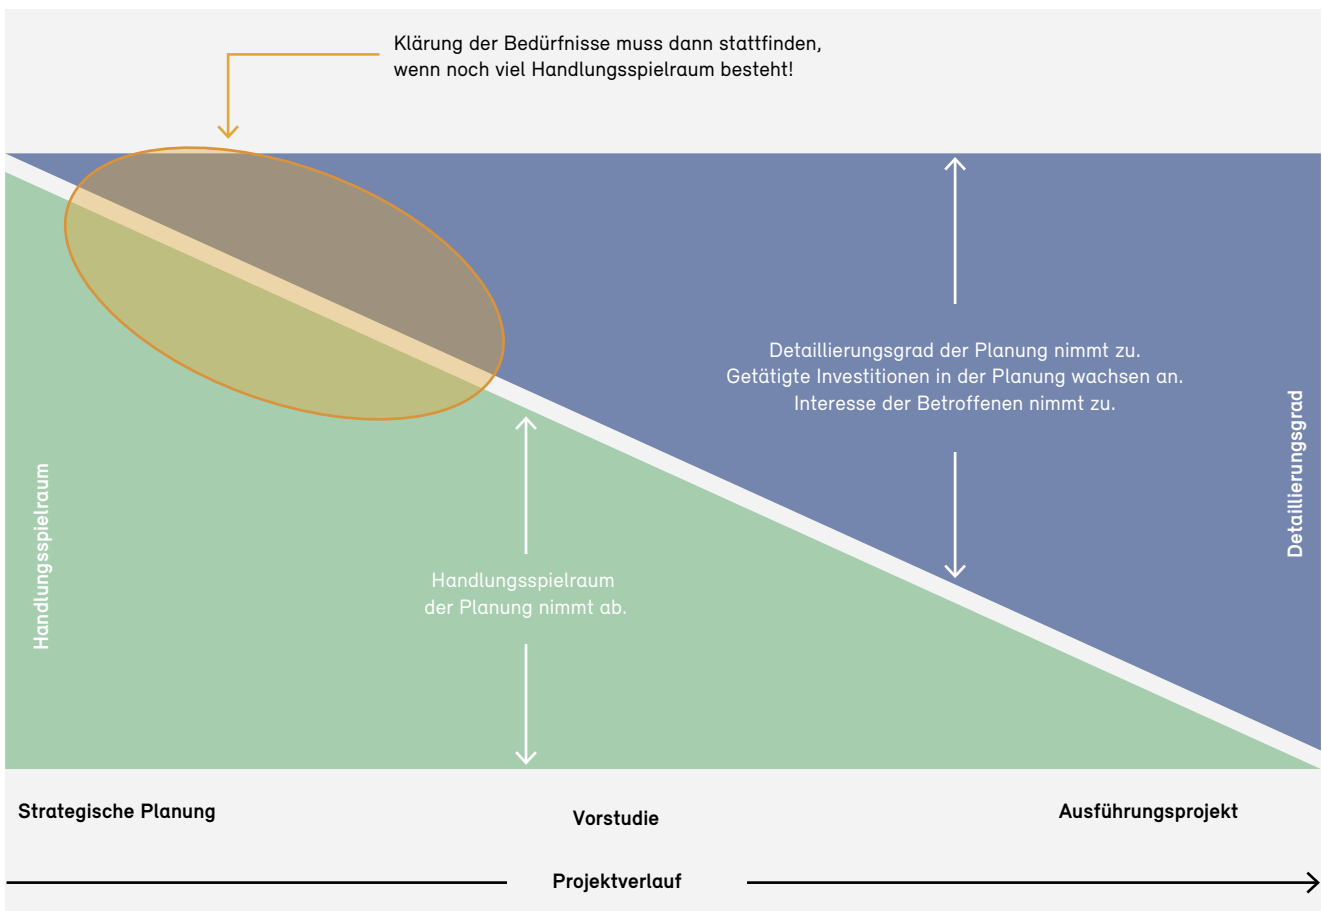 Klärung der Bedürfnisse muss dann stattfinden,
wenn noch viel Handlungsspielraum besteht!
Detaillierungsgrad der Planung nimmt zu.
Getätigte Investitionen in der Planung wachsen an.
Interesse der Betroffenen nimmt zu.
Detaillierungsgrad
Handlungsspielraum
Handlungsspielraum
der Planung nimmt ab.
Strategische Planung
Vorstudie
Ausführungsprojekt
Projektverlauf